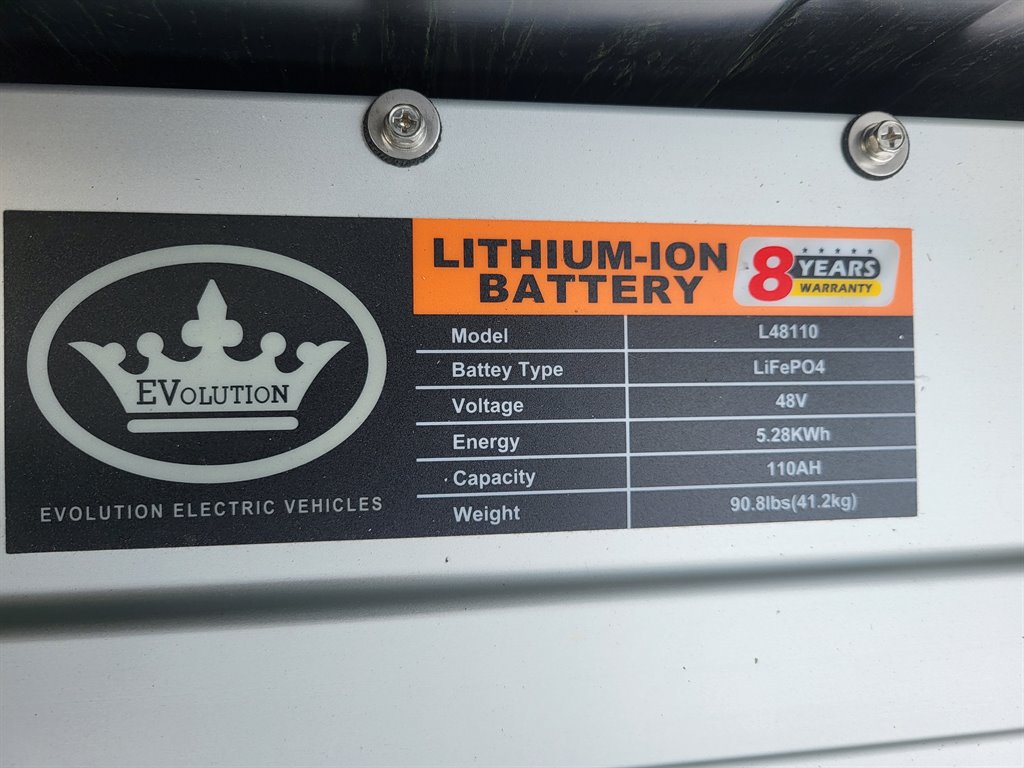 EVOLUTION
EVOLUTION ELECTRIC VEHICLES
LITHIUM-ION
BATTERY
8 YEARS
WARRANTY
Model L48110
Battey Type LiFePO4
Voltage 48V
Energy 5.28KWh
Capacity 110AH
Weight 90.8lbs(41.2kg)